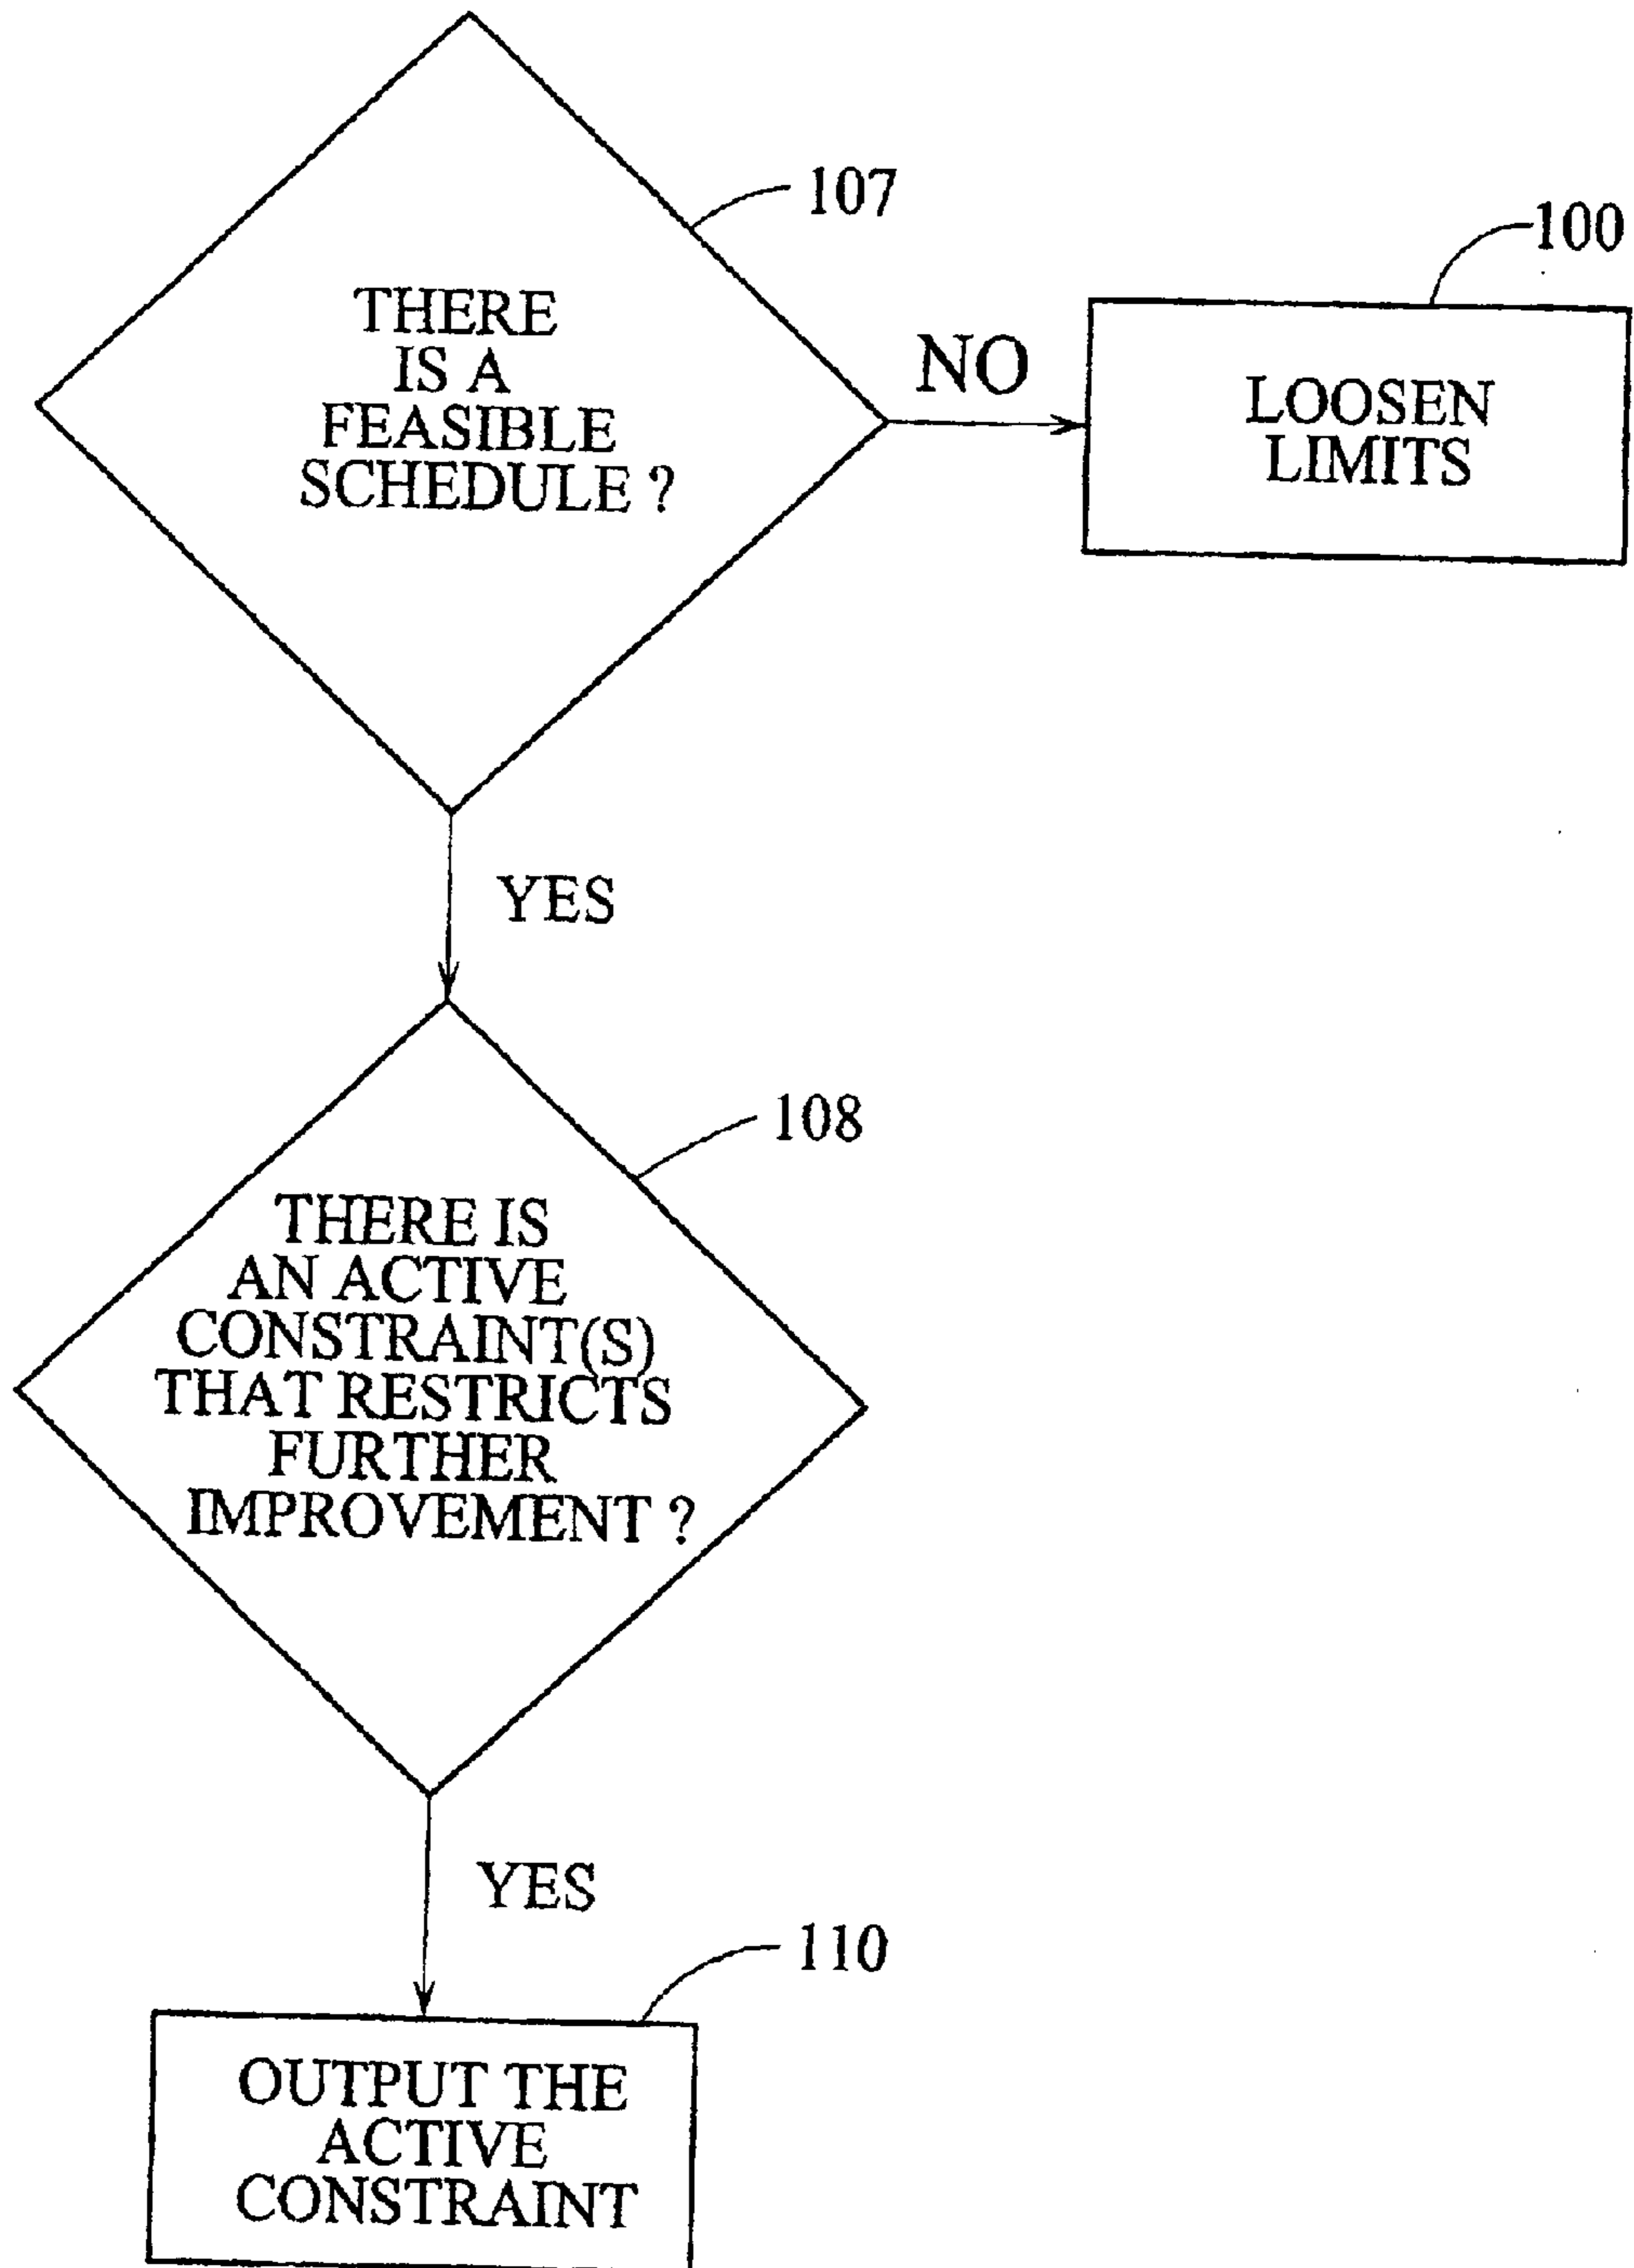 107
100
THERE
IS A
FEASIBLE
SCHEDULE ?
NO
LOOSEN
LIMITS
YES
108
THERE IS
AN ACTIVE
CONSTRAINT(S)
THAT RESTRICTS
FURTHER
IMPROVEMENT ?
YES
110
OUTPUT THE
ACTIVE
CONSTRAINT